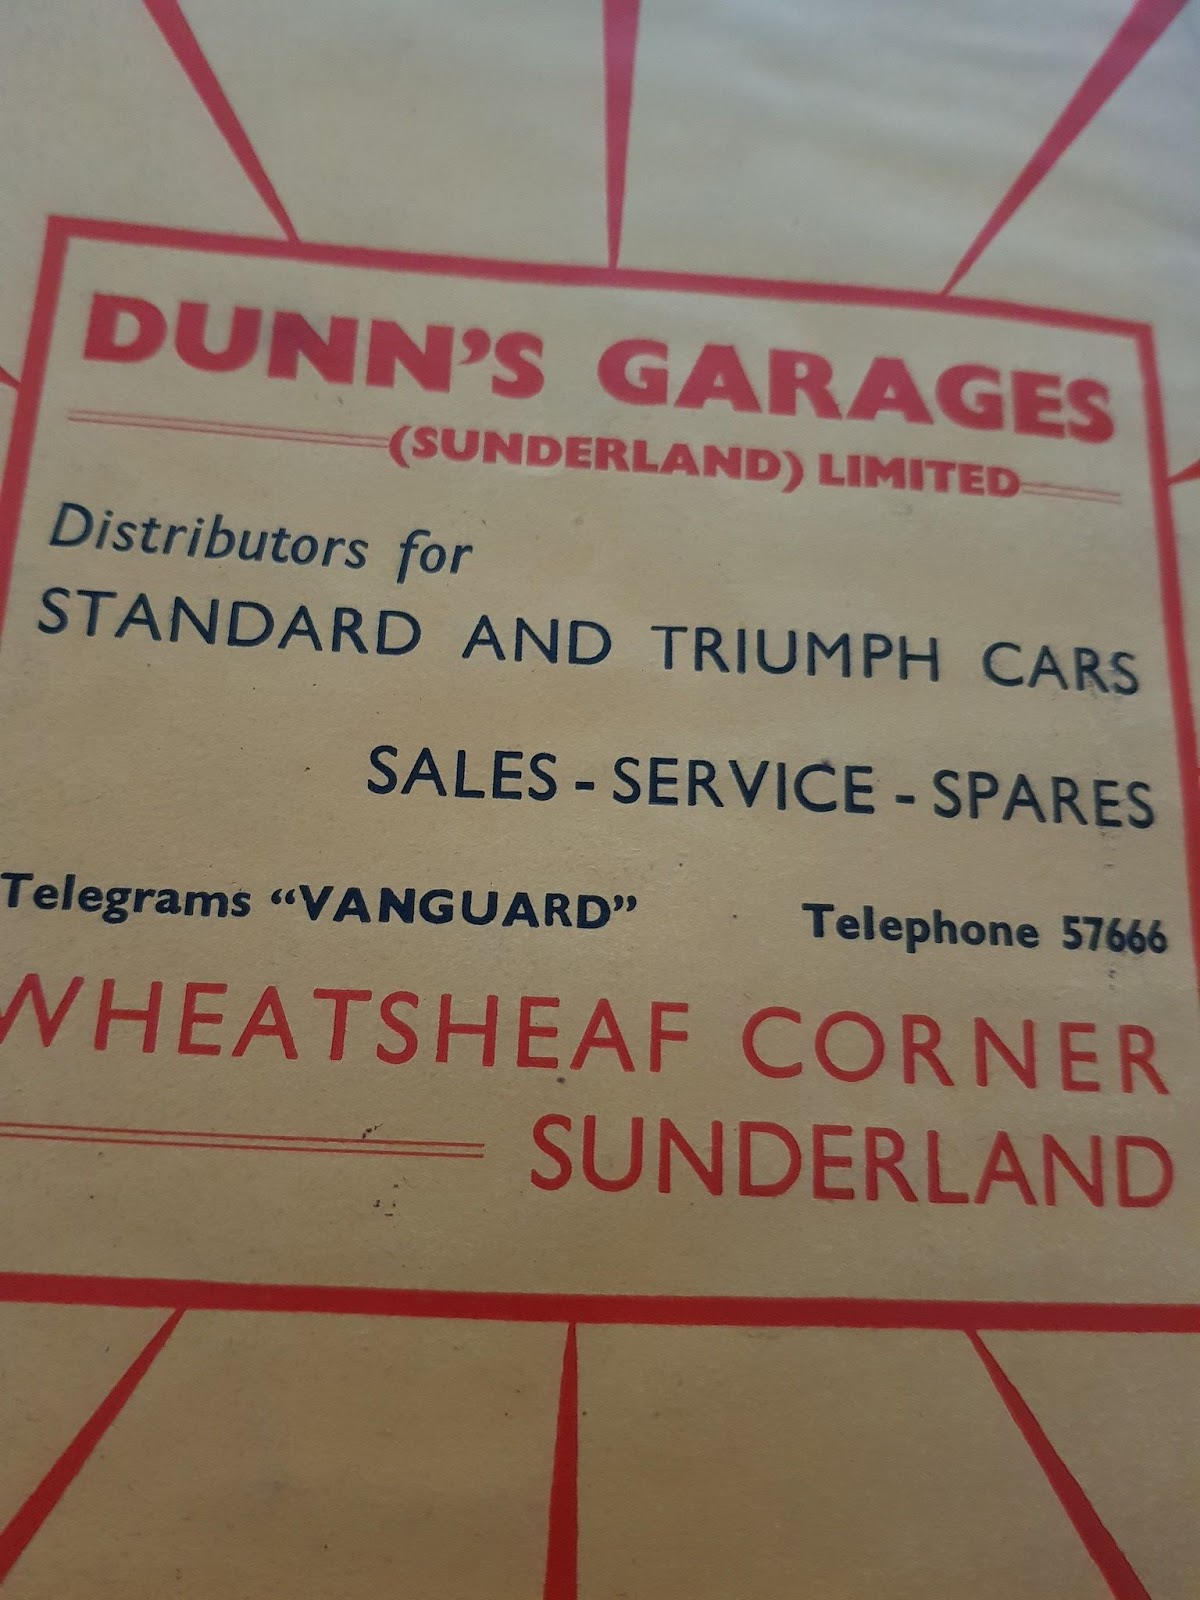 DUNN'S GARAGES
(SUNDERLAND) LIMITED
Distributors for
STANDARD AND TRIUMPH CARS
SALES - SERVICE - SPARES
Telegrams “VANGUARD” Telephone 57666
WHEATSHEAF CORNER
SUNDERLAND